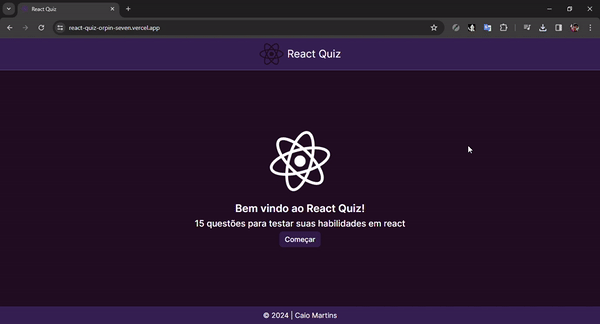 React Quiz
react-quiz-orpin-seven.vercel.app
React Quiz
Bem vindo ao React Quiz!
15 questões para testar suas habilidades em react
Começar
© 2024 | Caio Martins